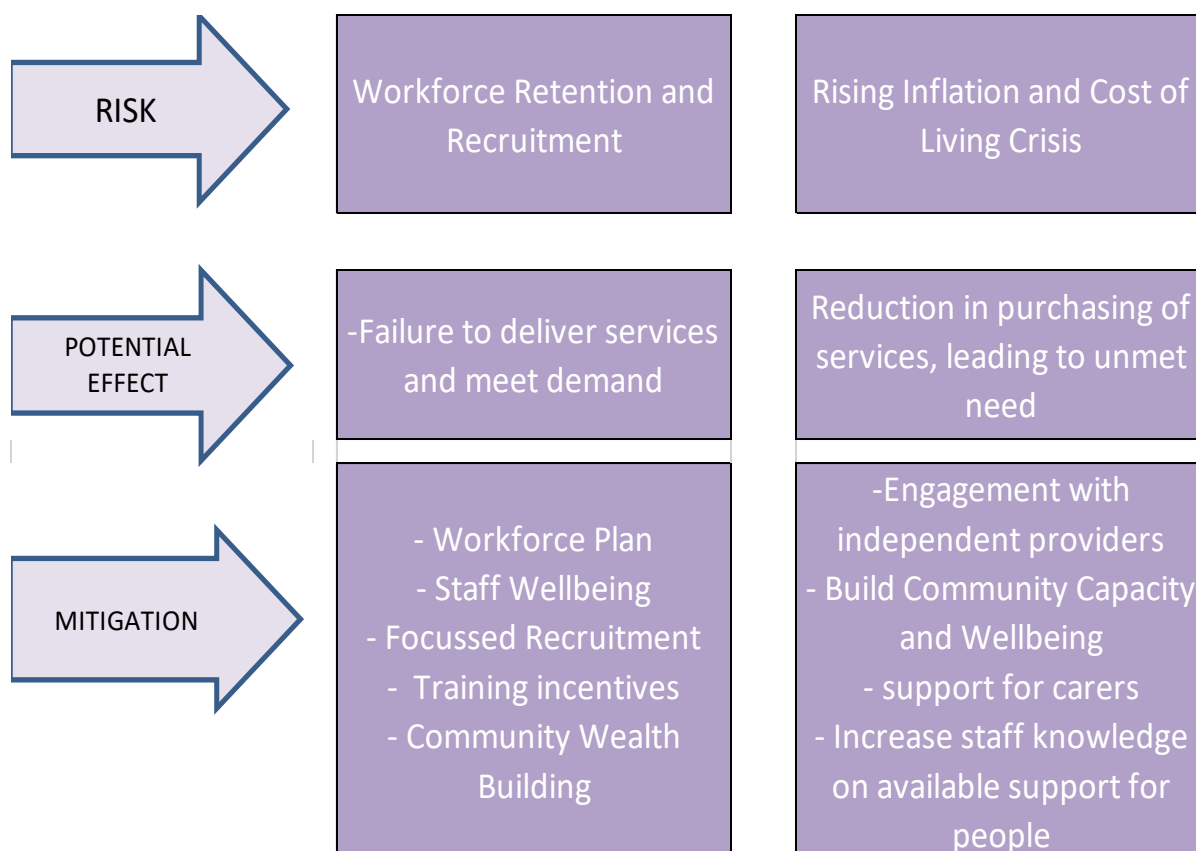 RISK
Workforce Retention and
Recruitment
Rising Inflation and Cost of
Living Crisis
POTENTIAL
EFFECT
-Failure to deliver services
and meet demand
Reduction in purchasing of
services, leading to unmet
need
MITIGATION
- Workforce Plan
- Staff Wellbeing
- Focussed Recruitment
- Training incentives
- Community Wealth
Building
-Engagement with
independent providers
- Build Community Capacity
and Wellbeing
- support for carers
- Increase staff knowledge
on available support for
people